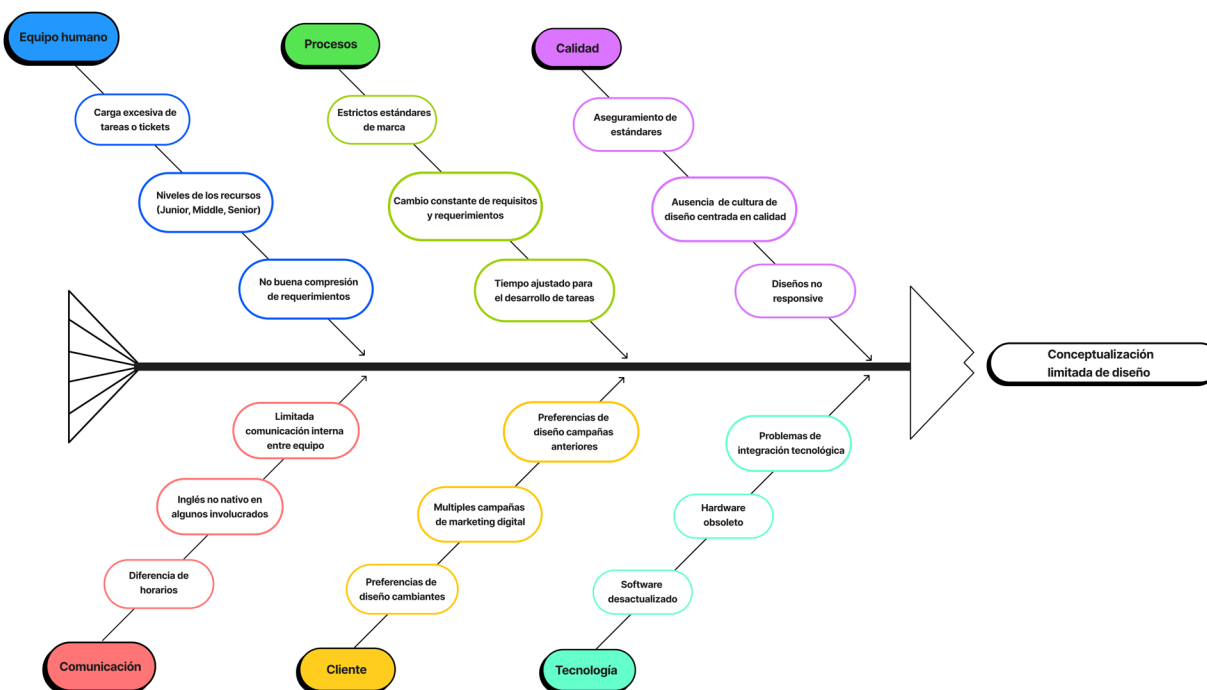 Equipo humano
Carga excesiva de
tareas o tickets
Niveles de los recursos
(Junior, Middle, Senior)
No buena compresión
de requerimientos
Procesos
Estrictos estándares
de marca
Cambio constante de requisitos
y requerimientos
Tiempo ajustado para
el desarrollo de tareas
Calidad
Aseguramiento de
estándares
Ausencia de cultura de
diseño centrada en calidad
Diseños no
responsive
Conceptualización
limitada de diseño
Limitada
comunicación interna
entre equipo
Inglés no nativo en
algunos involucrados
Diferencia de
horarios
Comunicación
Preferencias de
diseño campañas
anteriores
Multiples campañas
de marketing digital
Preferencias de
diseño cambiantes
Cliente
Problemas de
integración tecnológica
Hardware
obsoleto
Software
desactualizado
Tecnología